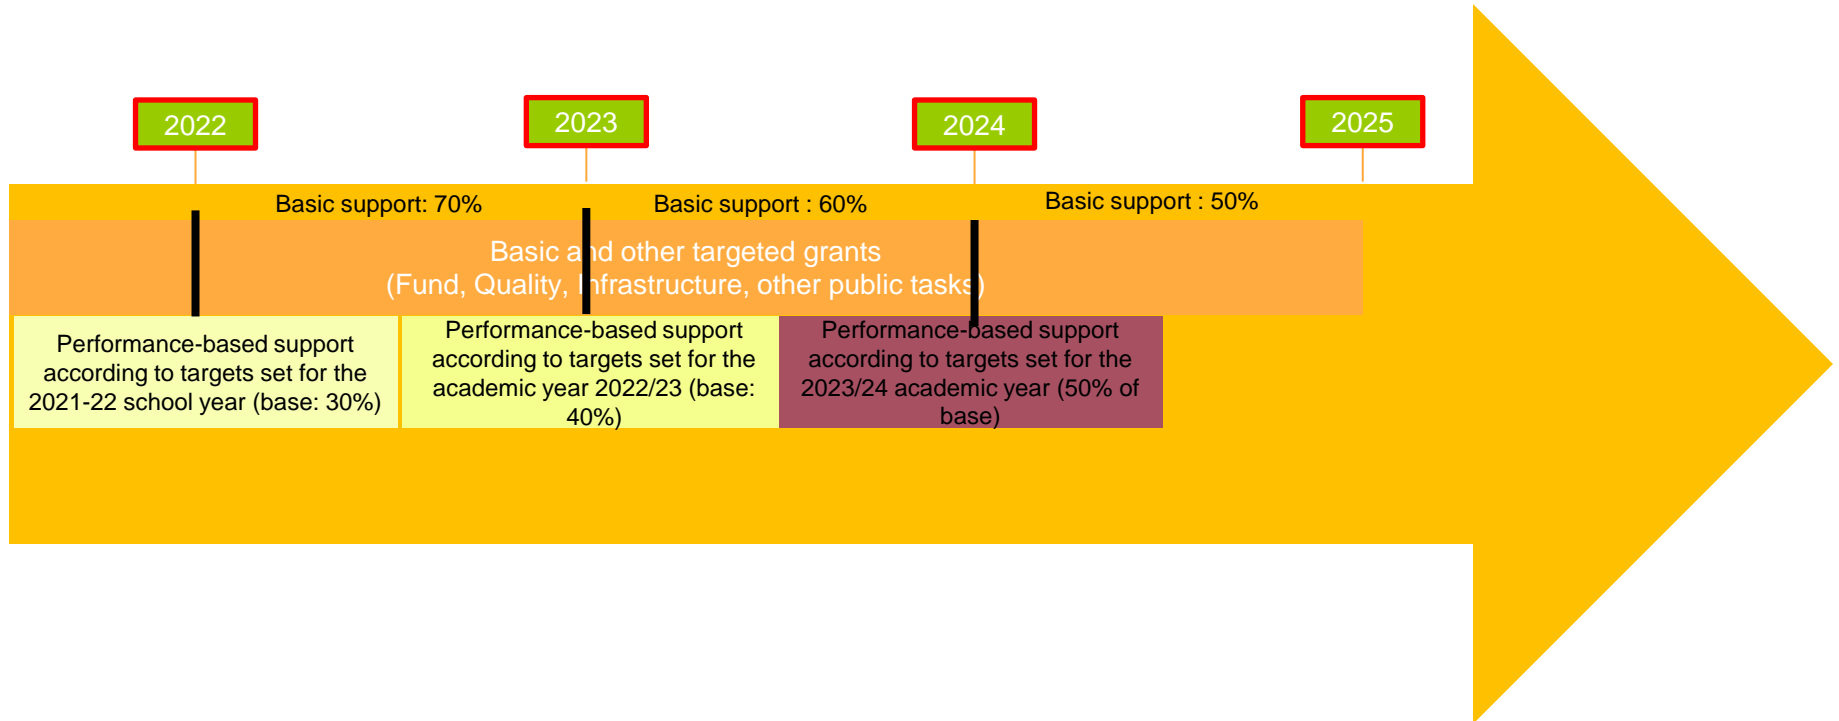 2022
2023
2024
2025
Basic support: 70%
Basic support : 60%
Basic support : 50%
Basic and other targeted grants
(Fund, Quality, Infrastructure, other public tasks)
Performance-based support
according to targets set for the
2021-22 school year (base: 30%)
Performance-based support
according to targets set for the
academic year 2022/23 (base:
40%)
Performance-based support
according to targets set for the
2023/24 academic year (50% of
base)